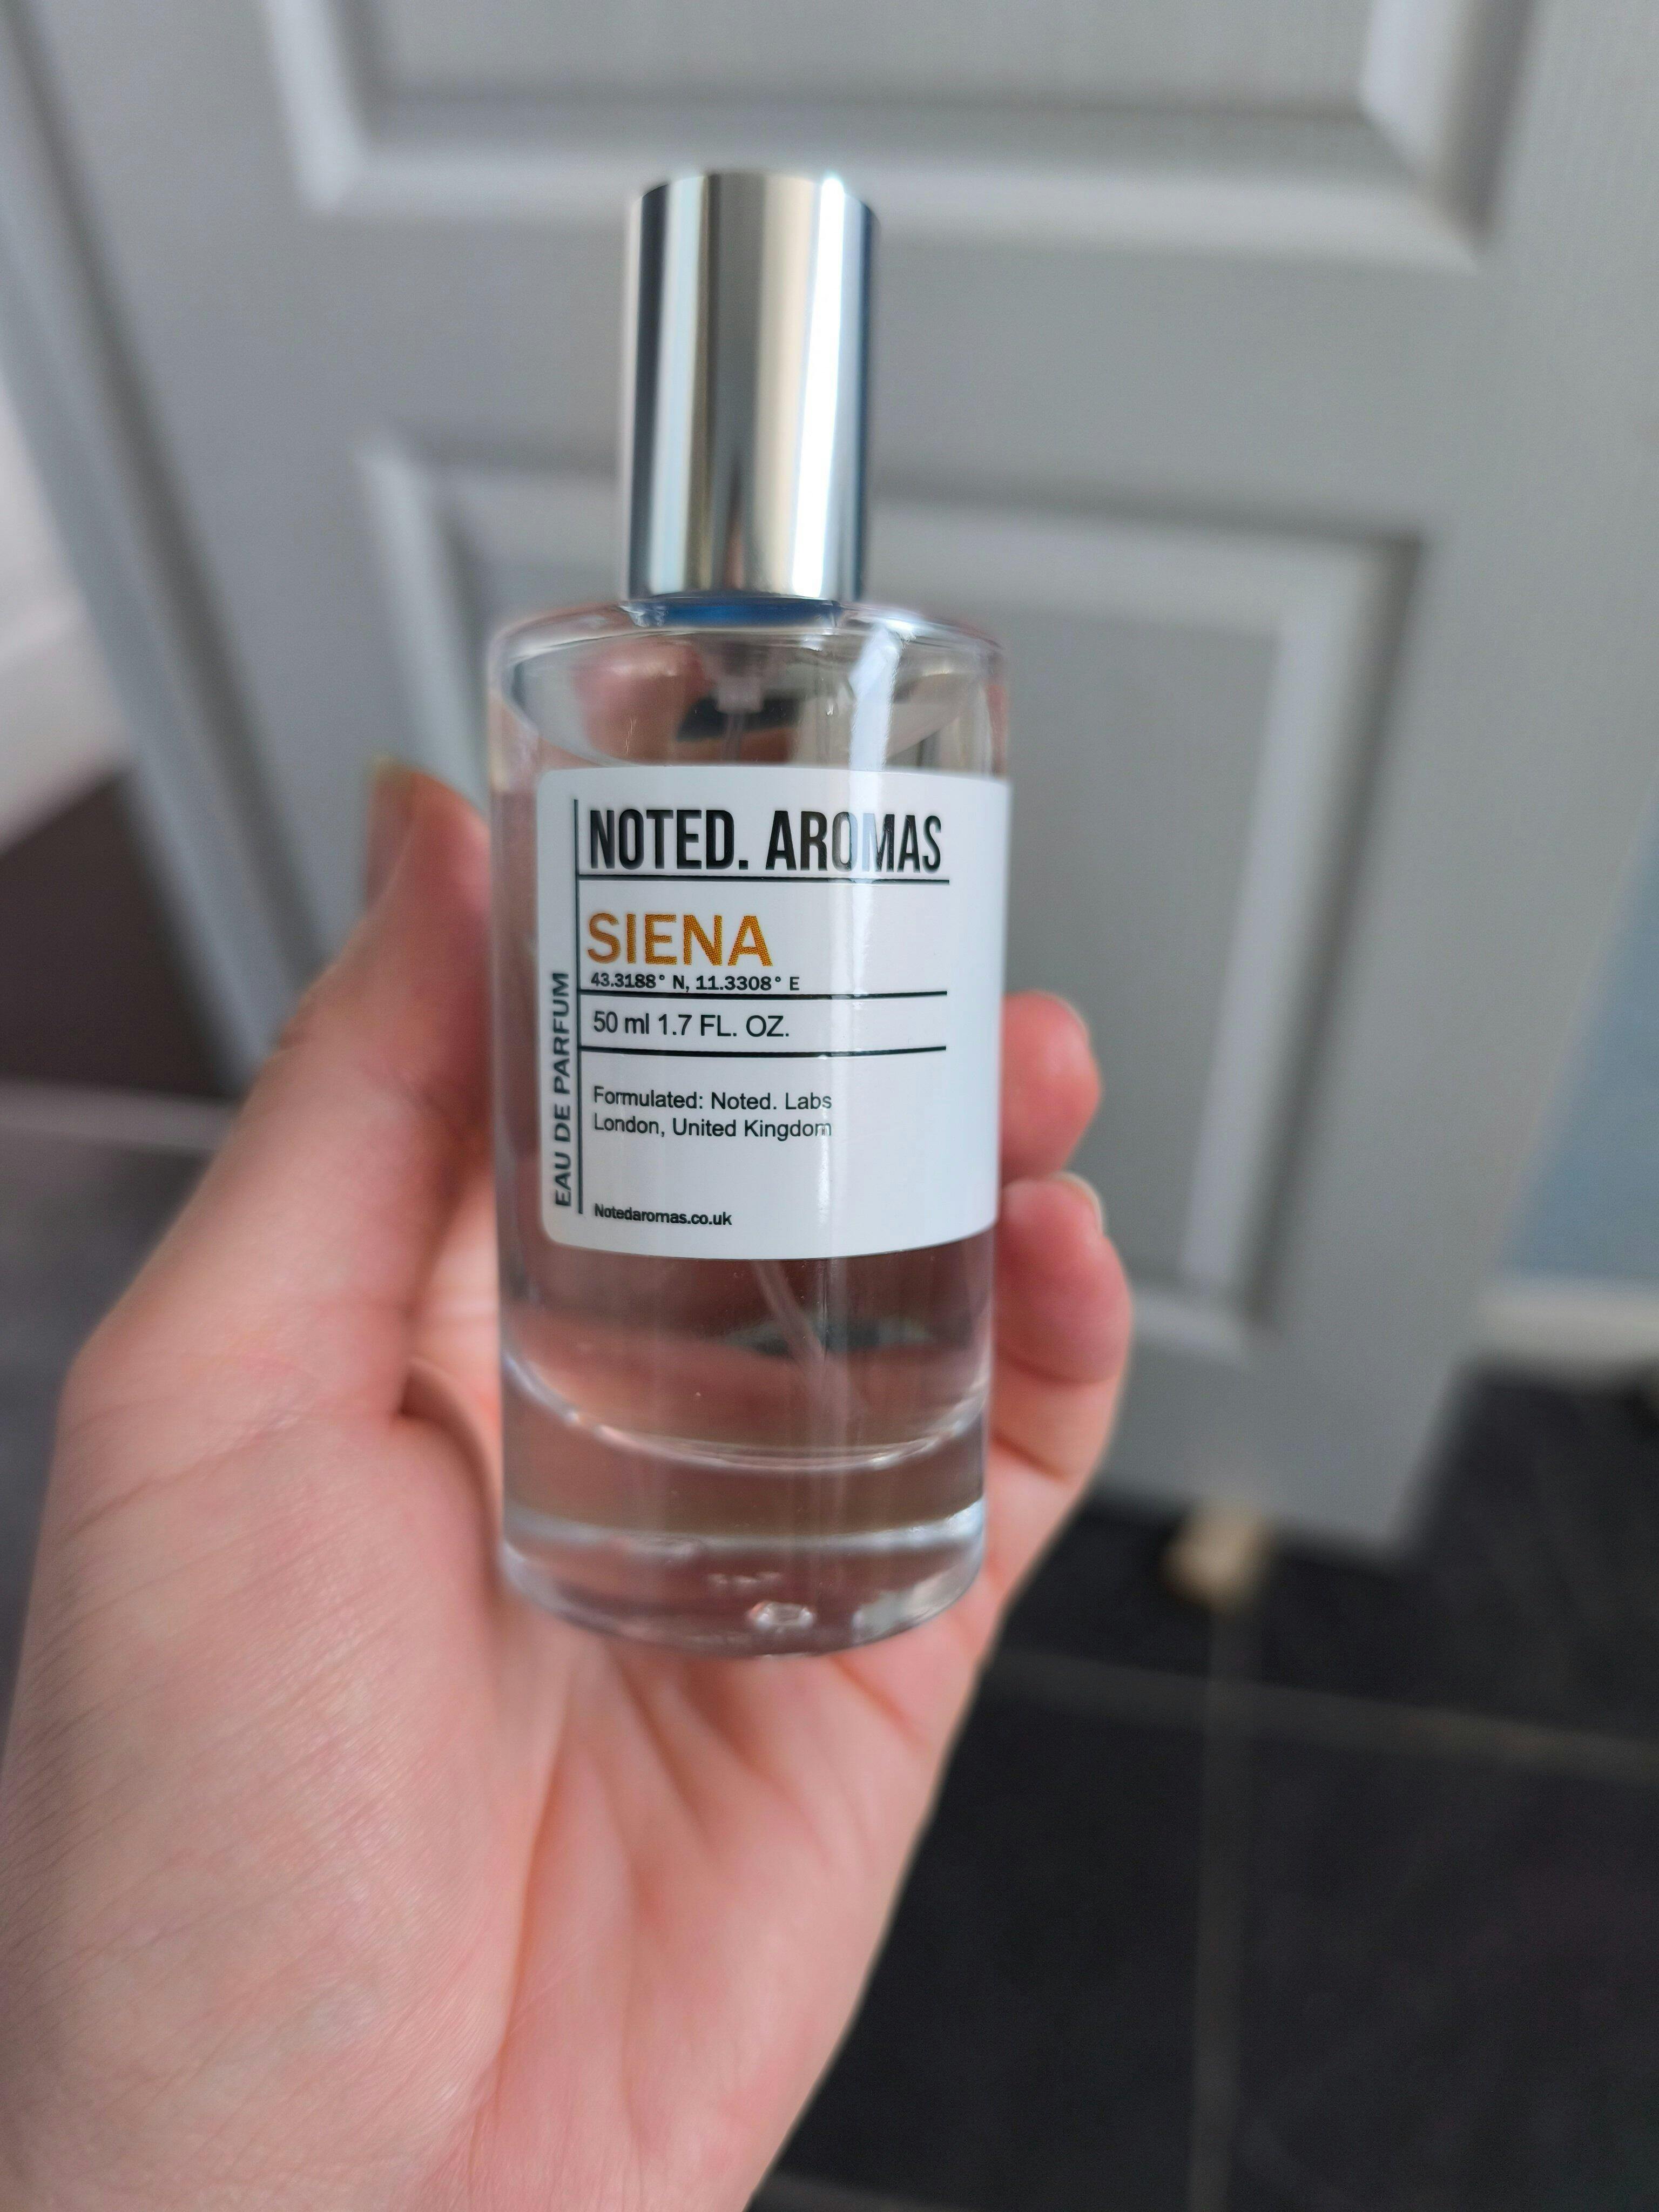 NOTED. AROMAS
SIENA
43.3188° N, 11.3308° E
50 ml 1.7 FL. OZ.
Formulated: Noted. Labs
London, United Kingdom
Notedaromas.co.uk
EAU DE PARFUM